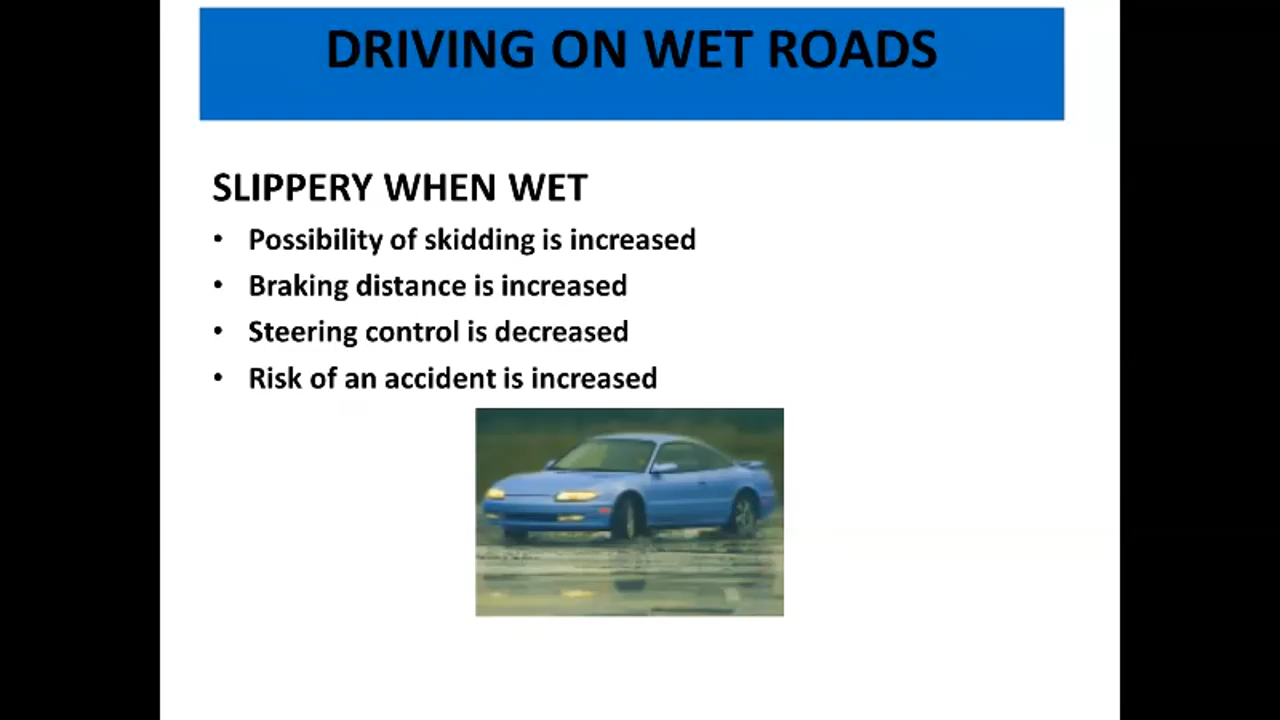 DRIVING ON WET ROADS
SLIPPERY WHEN WET
• Possibility of skidding is increased
• Braking distance is increased
• Steering control is decreased
• Risk of an accident is increased